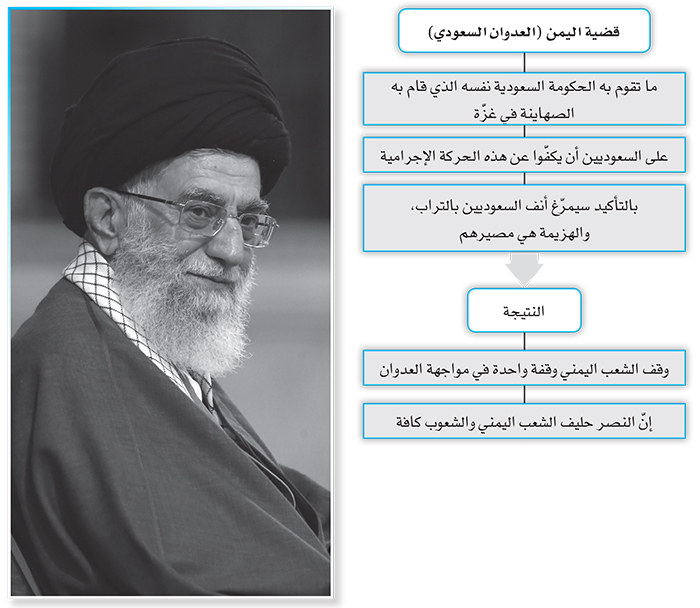 قضية اليمن (العدوان السعودي)
ما تقوم به الحكومة السعودية نفسه الذي قام به
الصهاينة في غزّة
على السعوديين أن يكفّوا عن هذه الحركة الإجرامية
بالتأكيد سيمرّغ أنف السعوديين بالتراب،
والهزيمة هي مصيرهم
النتيجة
وقف الشعب اليمني وقفة واحدة في مواجهة العدوان
إنّ النصر حليف الشعب اليمني والشعوب كافة